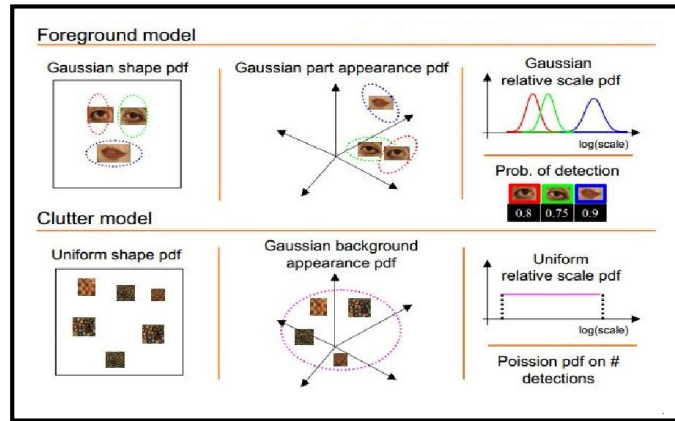 Foreground model
Gaussian shape pdf
Gaussian part appearance pdf
Gaussian
relative scale pdf
log(scale)
Prob. of detection
0.8 0.75 0.9
Clutter model
Uniform shape pdf
Gaussian background
appearance pdf
Uniform
relative scale pdf
log(scale)
Poission pdf on #
detections